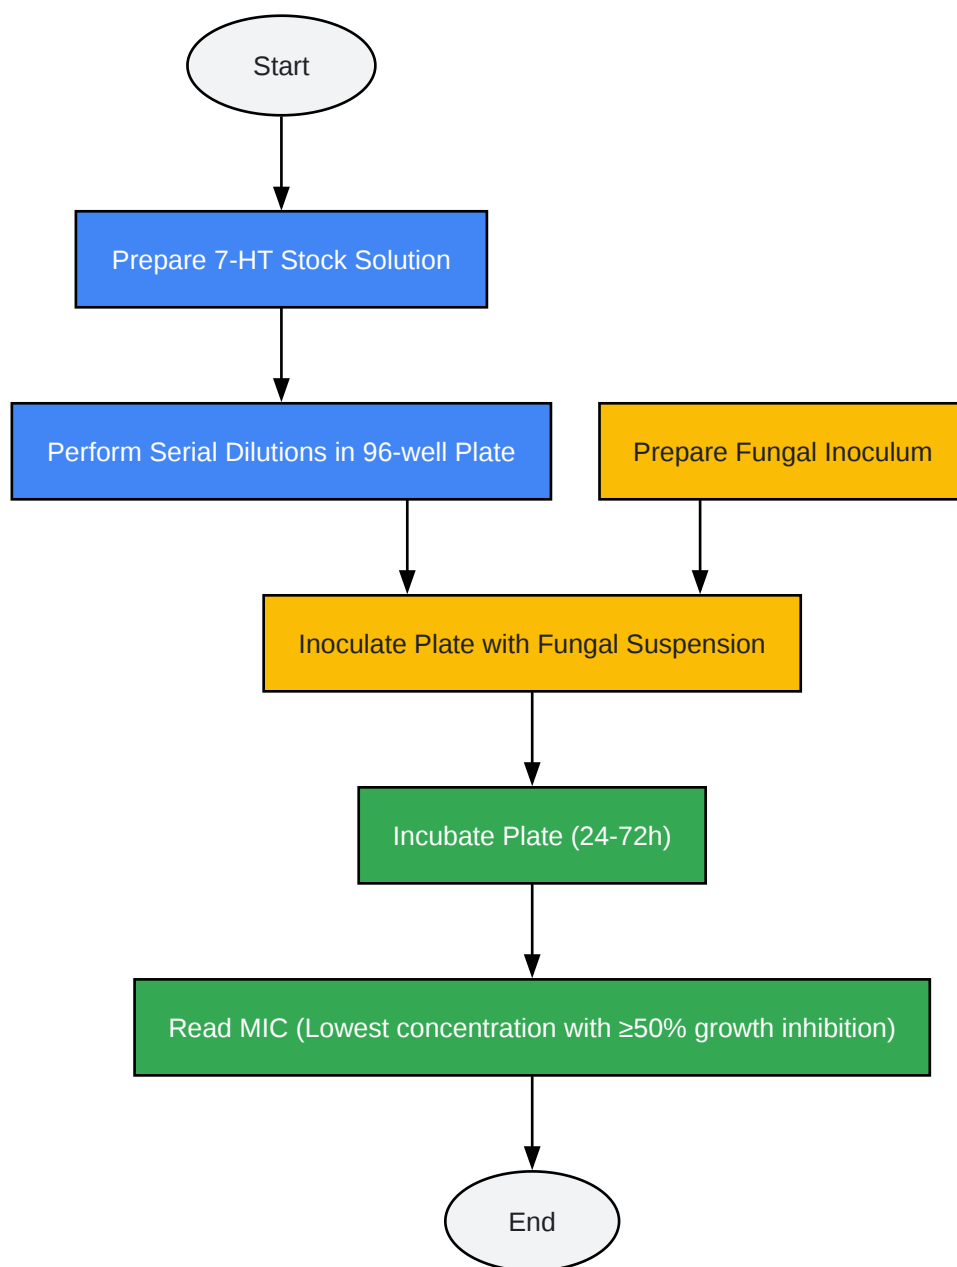 Start
Prepare 7-HT Stock Solution
Perform Serial Dilutions in 96-well Plate
Prepare Fungal Inoculum
Inoculate Plate with Fungal Suspension
Incubate Plate (24-72h)
Read MIC (Lowest concentration with ≥50% growth inhibition)
End